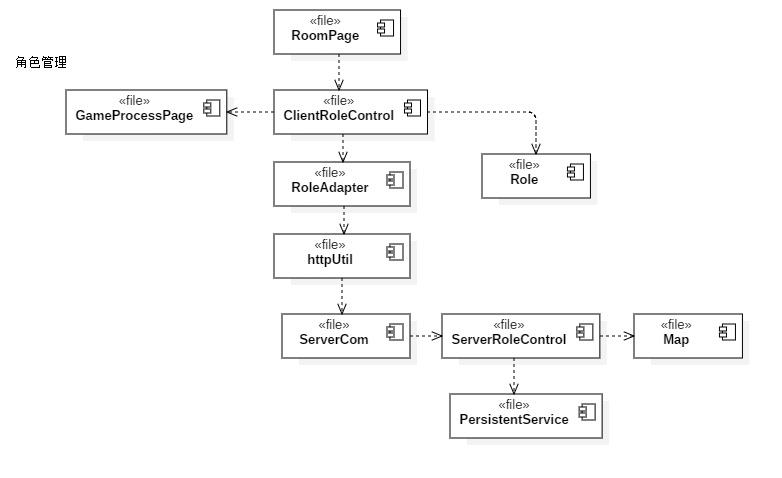 «file»
RoomPage
角色管理
«file»
GameProcessPage
«file»
ClientRoleControl
«file»
RoleAdapter
«file»
Role
«file»
httpUtil
«file»
ServerCom
«file»
ServerRoleControl
«file»
Map
«file»
PersistentService